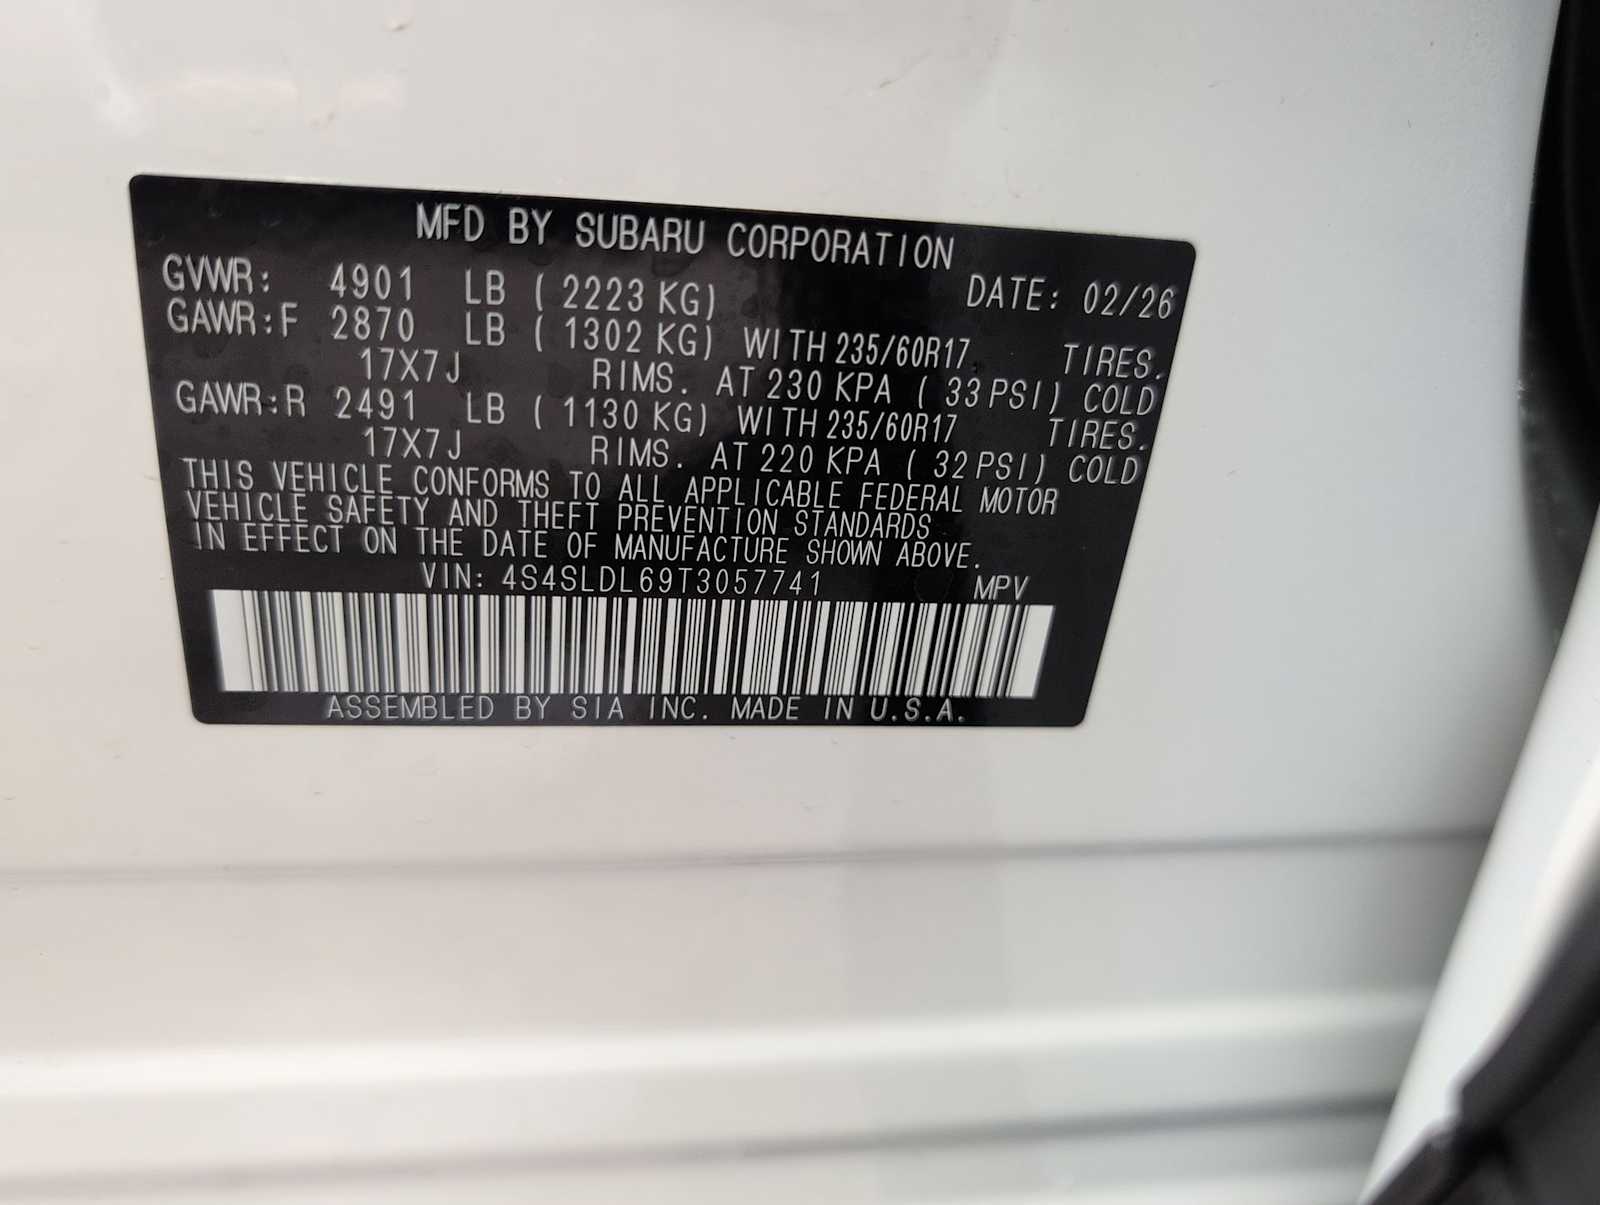 MFD BY SUBARU CORPORATION
GVWR: 4901 LB ( 2223 KG) DATE: 02/26
GAWR:F 2870 LB ( 1302 KG) WITH 235/60R17 TIRES.
17X7J RIMS. AT 230 KPA ( 33 PSI) COLD
GAWR:R 2491 LB ( 1130 KG) WITH 235/60R17 TIRES.
17X7J RIMS. AT 220 KPA ( 32 PSI) COLD
THIS VEHICLE CONFORMS TO ALL APPLICABLE FEDERAL MOTOR
VEHICLE SAFETY AND THEFT PREVENTION STANDARDS
IN EFFECT ON THE DATE OF MANUFACTURE SHOWN ABOVE.
VIN: 4S4SLDL69T3057741 MPV
ASSEMBLED BY SIA INC. MADE IN U.S.A.